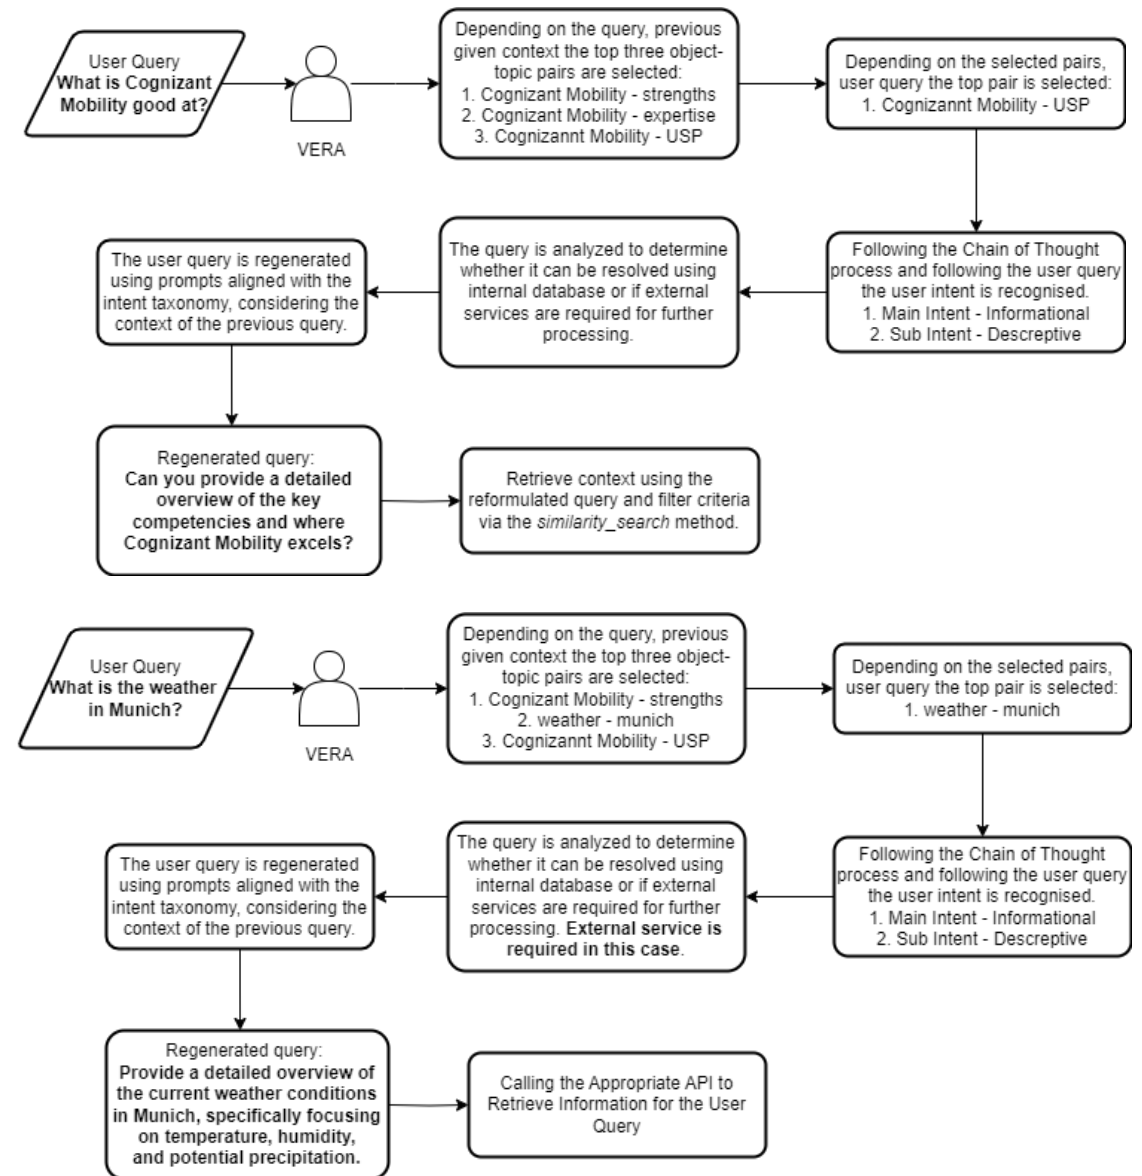 User Query
What is Cognizant
Mobility good at?
VERA
Depending on the query, previous
given context the top three object-
topic pairs are selected:
1. Cognizant Mobility - strengths
2. Cognizant Mobility - expertise
3. Cognizannt Mobility - USP
Depending on the selected pairs,
user query the top pair is selected:
1. Cognizannt Mobility - USP
Following the Chain of Thought
process and following the user query
the user intent is recognised.
1. Main Intent - Informational
2. Sub Intent - Descreptive
The query is analyzed to determine
whether it can be resolved using
internal database or if external
services are required for further
processing.
The user query is regenerated
using prompts aligned with the
intent taxonomy, considering the
context of the previous query.
Regenerated query:
Can you provide a detailed
overview of the key
competencies and where
Cognizant Mobility excels?
Retrieve context using the
reformulated query and filter criteria
via the similarity_search method.
User Query
What is the weather
in Munich?
VERA
Depending on the query, previous
given context the top three object-
topic pairs are selected:
1. Cognizant Mobility - strengths
2. weather - munich
3. Cognizannt Mobility - USP
Depending on the selected pairs,
user query the top pair is selected:
1. weather - munich
Following the Chain of Thought
process and following the user query
the user intent is recognised.
1. Main Intent - Informational
2. Sub Intent - Descreptive
The query is analyzed to determine
whether it can be resolved using
internal database or if external
services are required for further
processing. External service is
required in this case.
The user query is regenerated
using prompts aligned with the
intent taxonomy, considering the
context of the previous query.
Regenerated query:
Provide a detailed overview of
the current weather conditions
in Munich, specifically focusing
on temperature, humidity,
and potential precipitation.
Calling the Appropriate API to
Retrieve Information for the User
Query